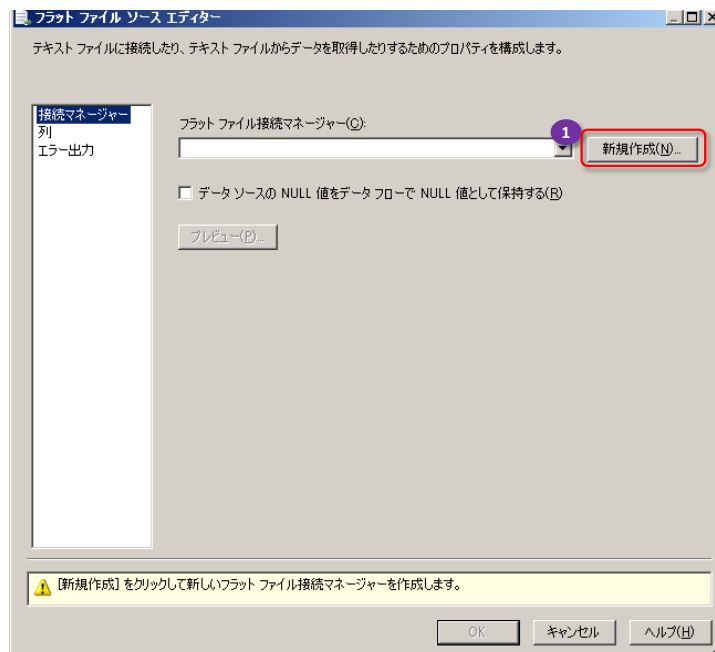 フラット ファイル ソース エディター
テキスト ファイルに接続したり、テキスト ファイルからデータを取得したりするためのプロパティを構成します。
接続マネージャー
列
エラー出力
フラット ファイル接続マネージャー(C):
1
新規作成(N)...
データ ソースの NULL 値をデータ フローで NULL 値として保持する(R)
プレビュー(P)...
[新規作成] をクリックして新しいフラット ファイル接続マネージャーを作成します。
OK
キャンセル
ヘルプ(H)